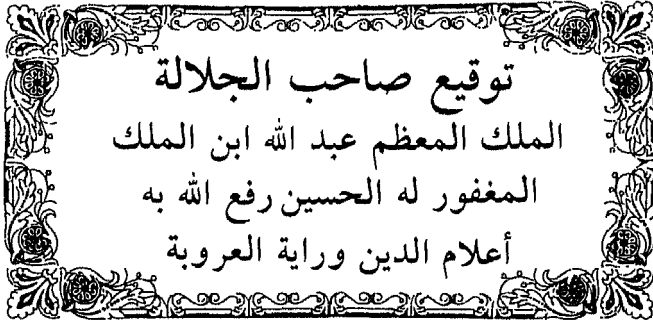 توقيع صاحب الجلالة
الملك المعظم عبد الله ابن الملك
المغفور له الحسين رفع الله به
أعلام الدين وراية العروبة